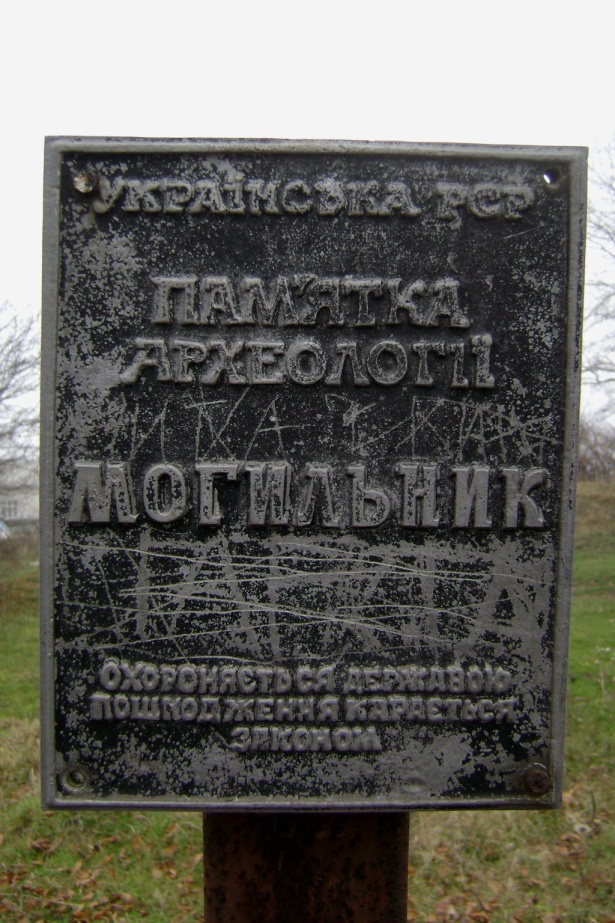 УКРАЇНСЬКА РСР
ПАМ'ЯТКА
АРХЕОЛОГІЇ
МОГИЛЬНИК
ОХОРОНЯЄТЬСЯ ДЕРЖАВОЮ
ПОШКОДЖЕННЯ КАРАЄТЬСЯ
ЗАКОНОМ